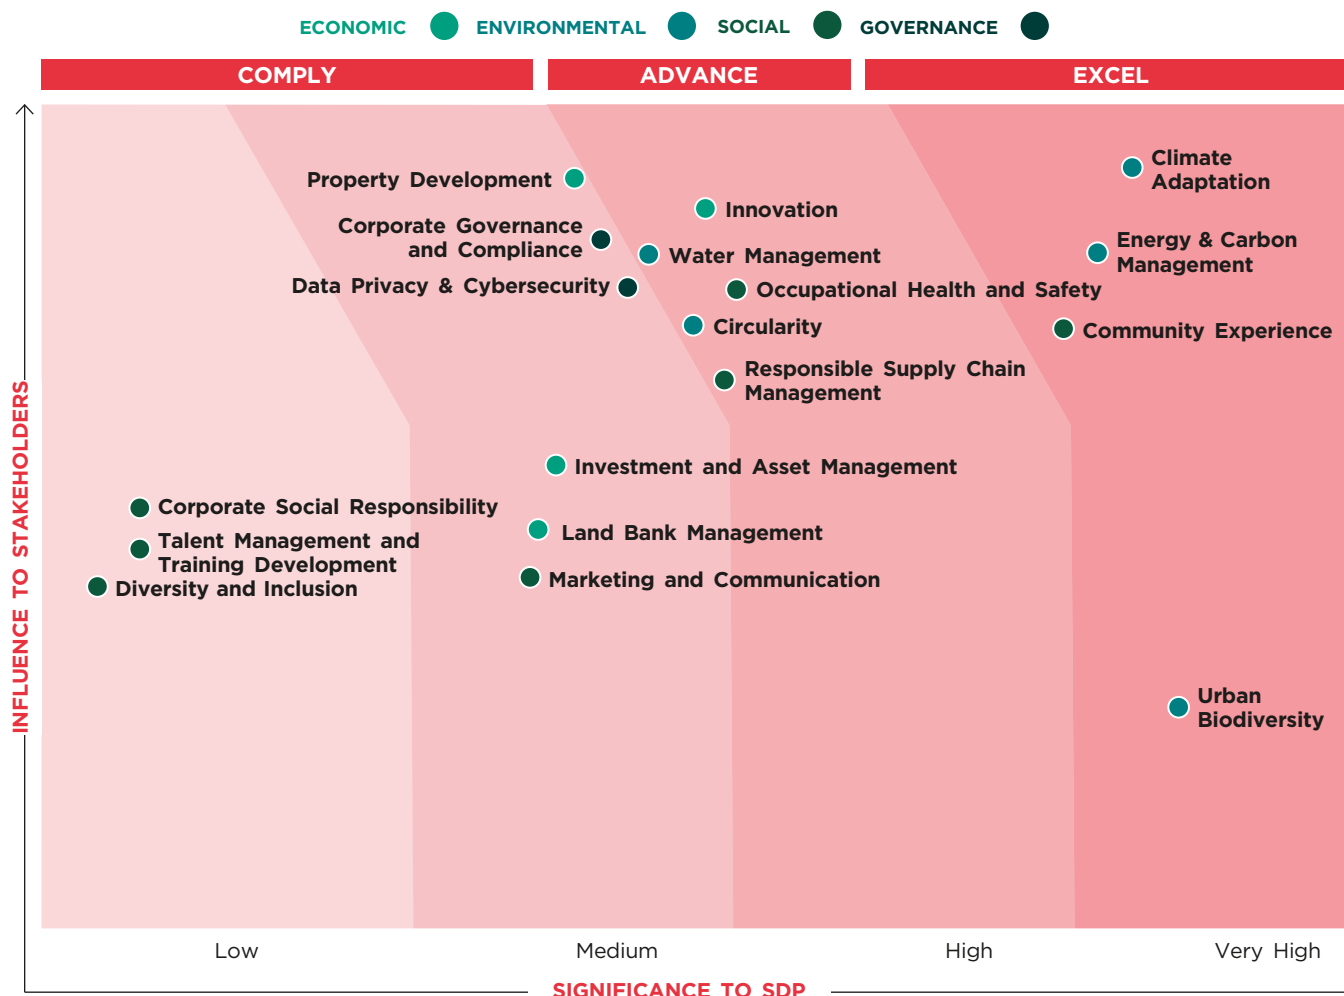 ECONOMIC ENVIRONMENTAL SOCIAL GOVERNANCE
COMPLY ADVANCE EXCEL
INFLUENCE TO STAKEHOLDERS
Climate
Adaptation
Property Development
Innovation
Corporate Governance
and Compliance
Energy & Carbon
Management
Water Management
Data Privacy & Cybersecurity
Occupational Health and Safety
Circularity
Community Experience
Responsible Supply Chain
Management
Investment and Asset Management
Corporate Social Responsibility
Land Bank Management
Talent Management and
Training Development
Marketing and Communication
Diversity and Inclusion
Urban
Biodiversity
Low Medium High Very High
SIGNIFICANCE TO SDP